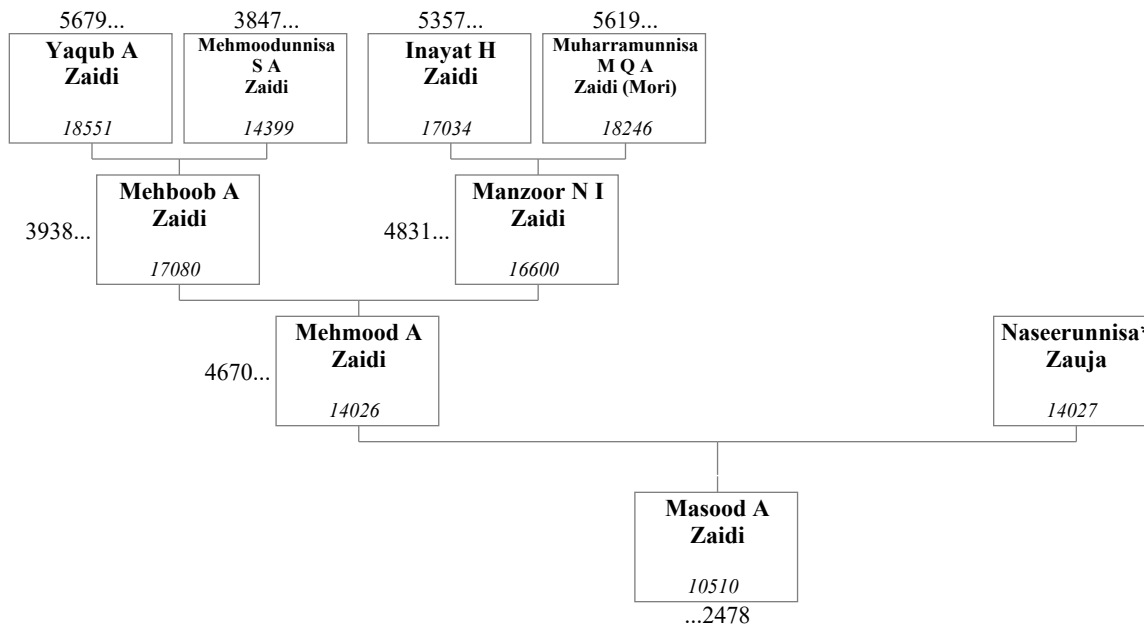 5679...
3847...
5357...
5619...
Yaqub A
Zaidi
18551
Mehmoodunnisa
S A
Zaidi
14399
Inayat H
Zaidi
17034
Muharramunnisa
M Q A
Zaidi (Mori)
18246
3938...
Mehboob A
Zaidi
17080
4831...
Manzoor N I
Zaidi
16600
4670...
Mehmood A
Zaidi
14026
Naseerunnisa*
Zauja
14027
Masood A
Zaidi
10510
...2478